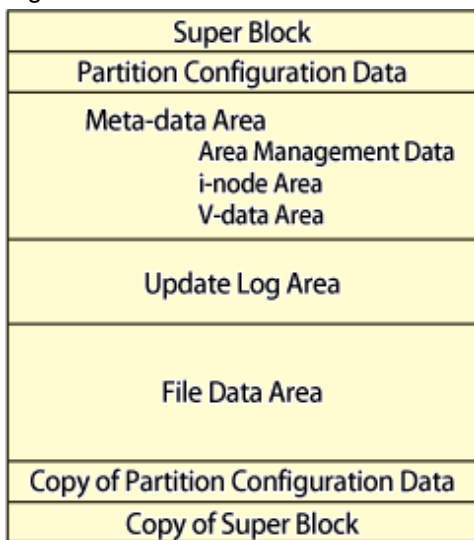 Super Block
Partition Configuration Data
Meta-data Area
Area Management Data
i-node Area
V-data Area
Update Log Area
File Data Area
Copy of Partition Configuration Data
Copy of Super Block